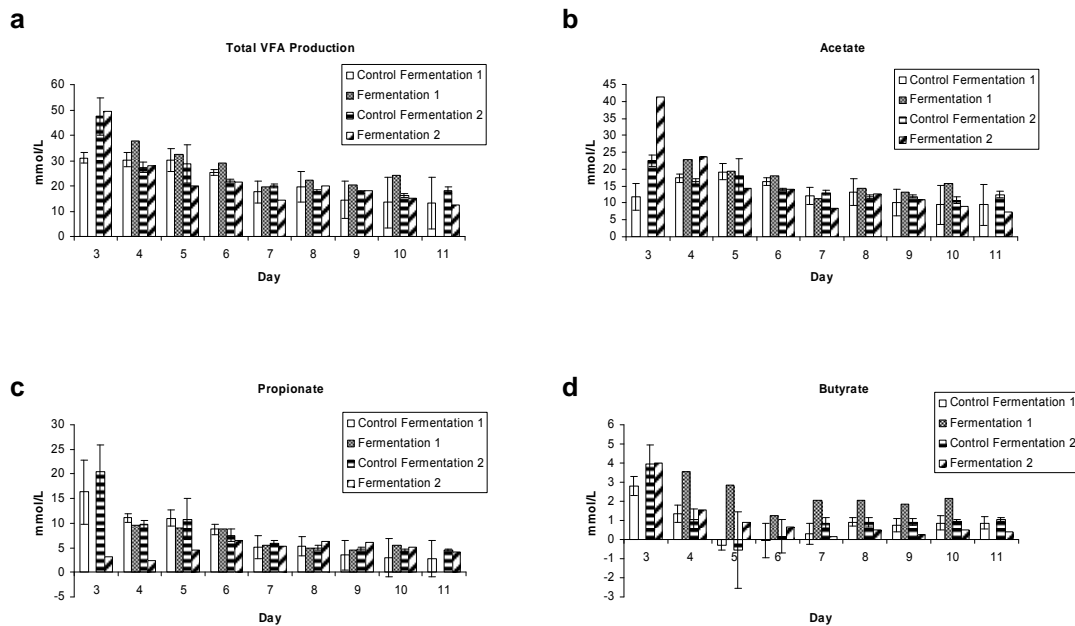 a
Total VFA Production
60
50
40
30
20
10
0
mmol/L
3 4 5 6 7 8 9 10 11
Day
Control Fermentation 1
Fermentation 1
Control Fermentation 2
Fermentation 2
b
Acetate
45
40
35
30
25
20
15
10
5
0
mmol/L
3 4 5 6 7 8 9 10 11
Day
Control Fermentation 1
Fermentation 1
Control Fermentation 2
Fermentation 2
c
Propionate
30
25
20
15
10
5
0
-5
mmol/L
3 4 5 6 7 8 9 10 11
Day
Control Fermentation 1
Fermentation 1
Control Fermentation 2
Fermentation 2
d
Butyrate
6
5
4
3
2
1
0
-1
-2
-3
mmol/L
3 4 5 6 7 8 9 10 11
Day
Control Fermentation 1
Fermentation 1
Control Fermentation 2
Fermentation 2